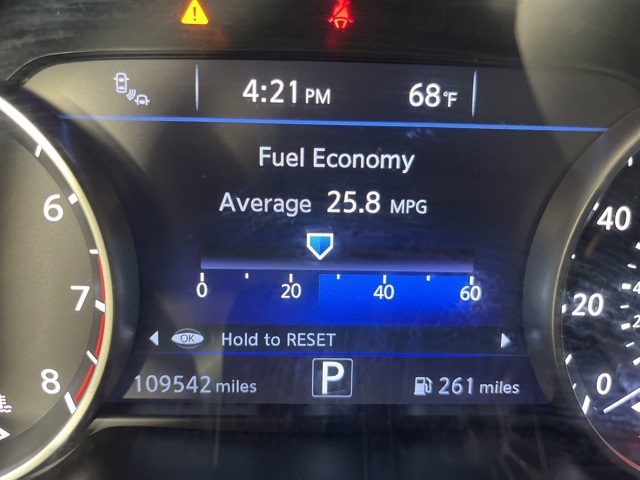 4:21 PM 68°F
Fuel Economy
Average 25.8 MPG
0 20 40 60
OK Hold to RESET
109542 miles P 261 miles
6
7
8
40
20
0